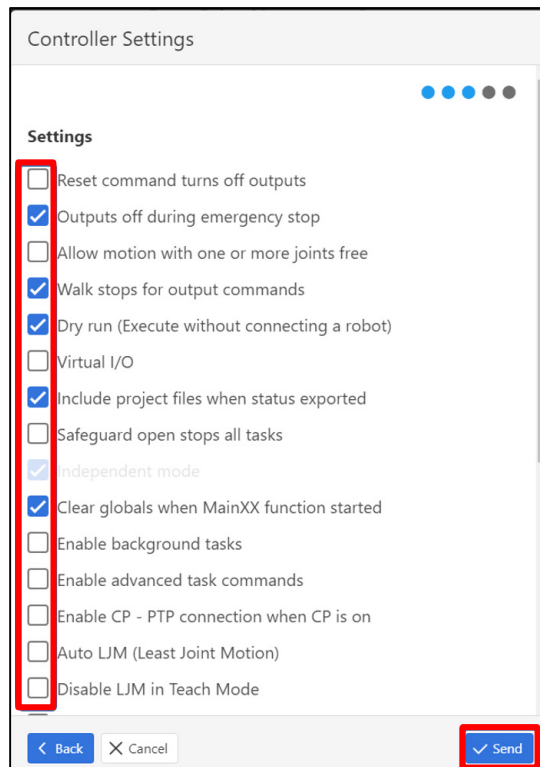 Controller Settings
Settings
Reset command turns off outputs
Outputs off during emergency stop
Allow motion with one or more joints free
Walk stops for output commands
Dry run (Execute without connecting a robot)
Virtual I/O
Include project files when status exported
Safeguard open stops all tasks
Independent mode
Clear globals when MainXX function started
Enable background tasks
Enable advanced task commands
Enable CP - PTP connection when CP is on
Auto LJM (Least Joint Motion)
Disable LJM in Teach Mode
Back Cancel Send